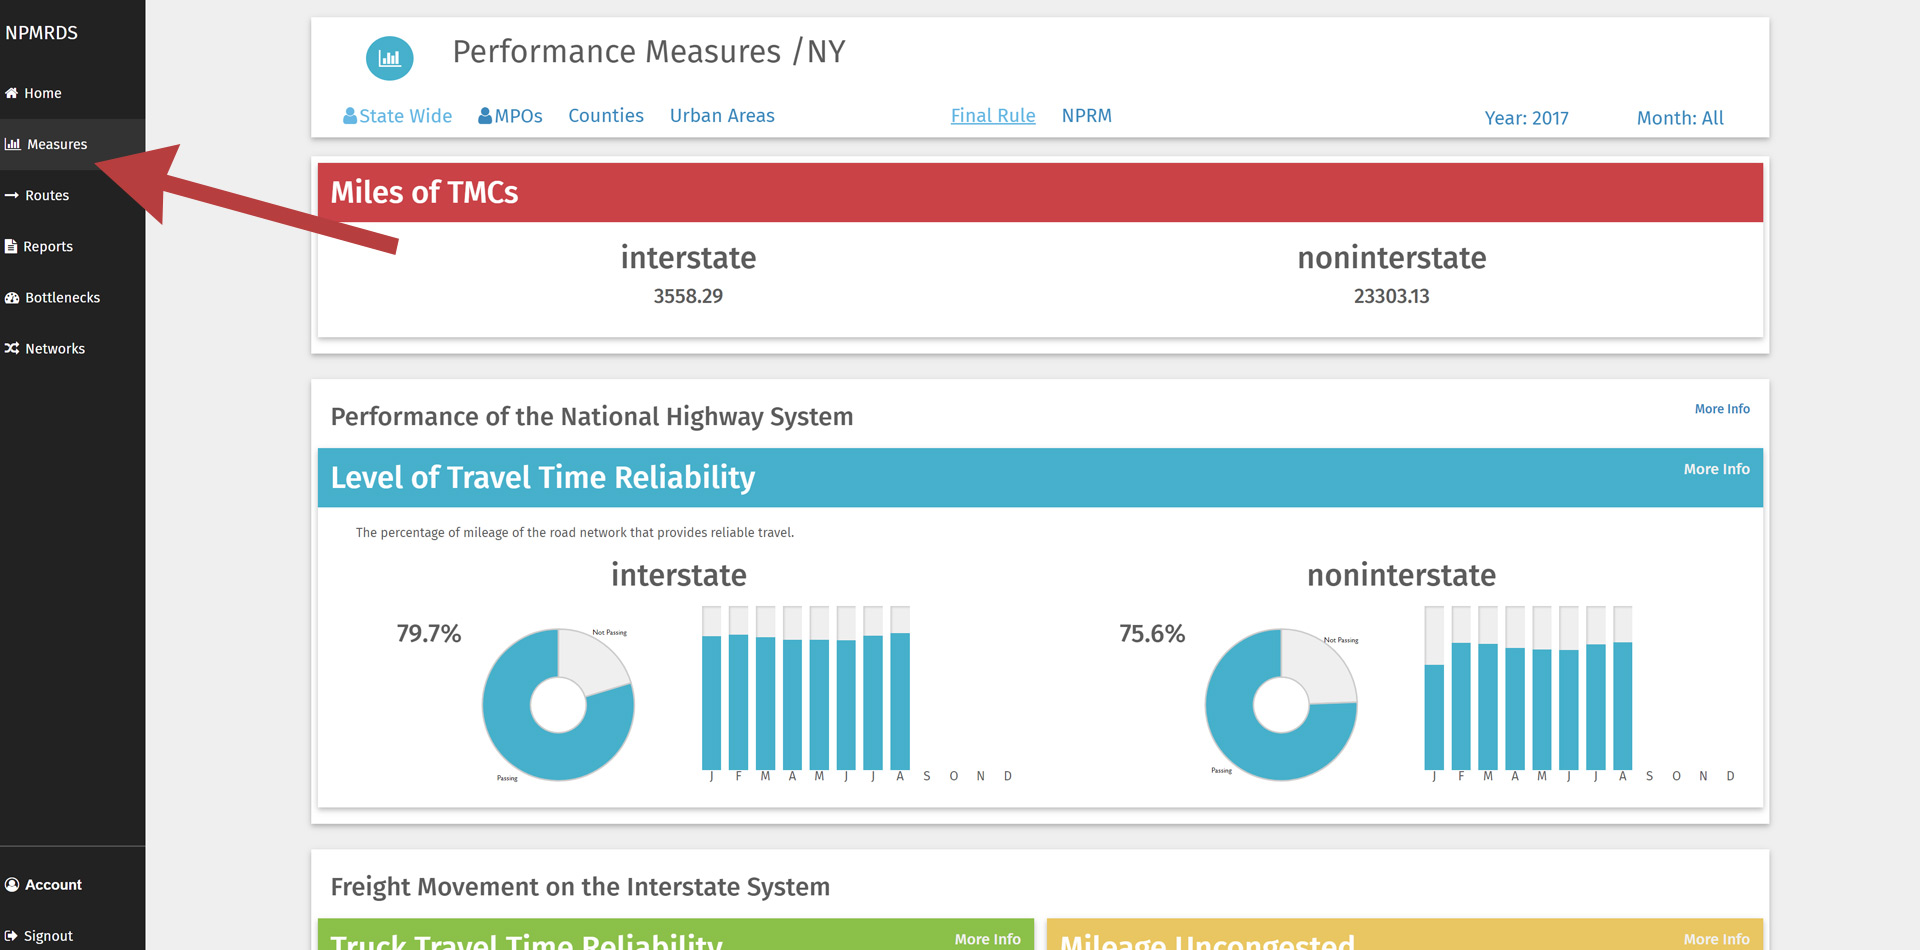 NPMRDS
Home
Measures
Routes
Reports
Bottlenecks
Networks
Account
Signout
Performance Measures /NY
State Wide MPOs Counties Urban Areas Final Rule NPRM Year: 2017 Month: All
Miles of TMCs
interstate noninterstate
3558.29 23303.13
Performance of the National Highway System More Info
Level of Travel Time Reliability More Info
The percentage of mileage of the road network that provides reliable travel.
interstate noninterstate
79.7% Not Passing 75.6% Not Passing
Passing Passing
J F M A M J J A S O N D J F M A M J J A S O N D
Freight Movement on the Interstate System
Truck Travel Time Reliability More Info Mileage Uncongested More Info